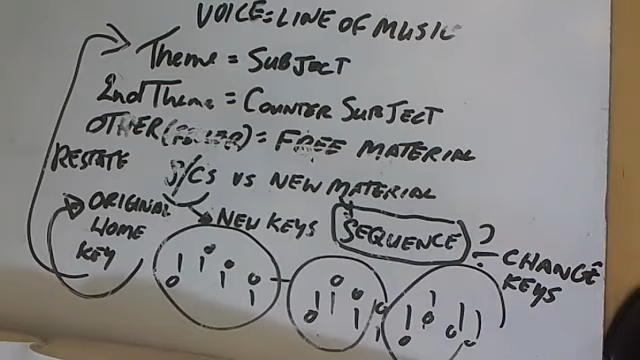 VOICE=LINE OF MUSIC
Theme = SUBJECT
2nd Theme = COUNTER SUBJECT
OTHER ( ) = FREE MATERIAL
RESTATE
S/CS VS NEW MATERIAL
ORIGINAL
HOME
KEY
NEW KEYS
SEQUENCE
?
= CHANGE
KEYS